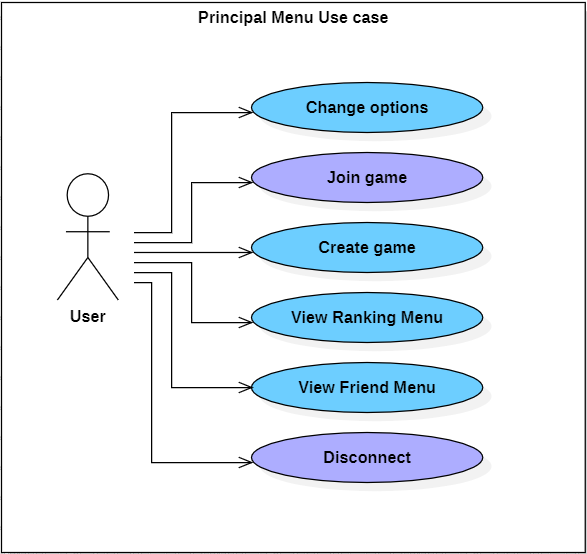 Principal Menu Use case
Change options
Join game
Create game
View Ranking Menu
User
View Friend Menu
Disconnect